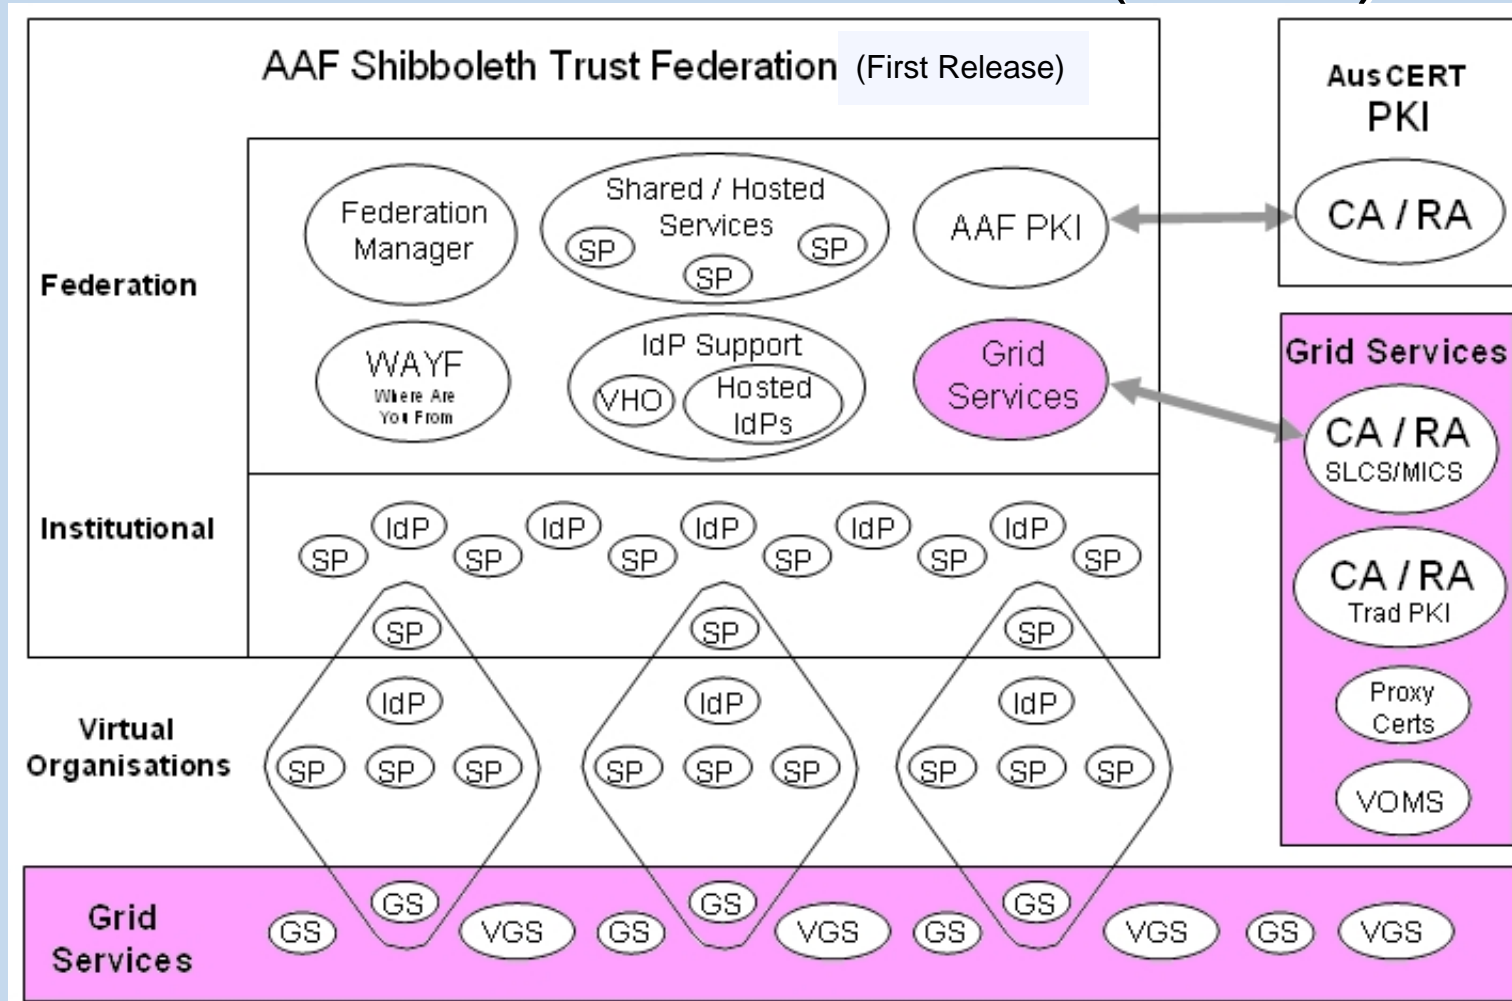 AAF Shibboleth Trust Federation (First Release)
AusCERT
PKI
CA / RA
Federation
Federation
Manager
Shared / Hosted
Services
SP
SP
SP
AAF PKI
WAYF
Where Are
You From
IdP Support
VHO
Hosted
IdPs
Grid
Services
Grid Services
CA / RA
SLCS/MICS
CA / RA
Trad PKI
Proxy
Certs
VOMS
Institutional
IdP IdP IdP IdP IdP
SP SP SP SP SP SP
SP SP SP
Virtual
Organisations
IdP IdP IdP
SP SP SP SP SP SP SP SP SP
Grid
Services
GS GS GS
GS VGS GS VGS GS VGS GS VGS